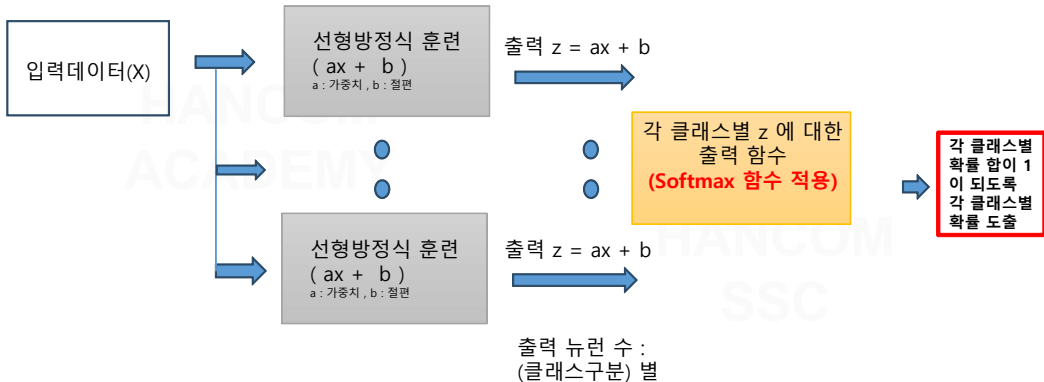 입력데이터(X)
선형방정식 훈련
( ax + b )
a : 가중치 , b : 절편
출력 z = ax + b
각 클래스별 z 에 대한
출력 함수
(Softmax 함수 적용)
각 클래스별
확률 합이 1
이 되도록
각 클래스별
확률 도출
선형방정식 훈련
( ax + b )
a : 가중치 , b : 절편
출력 z = ax + b
출력 뉴런 수 :
(클래스구분) 별
HANCOM
ACADEMY
HANCOM
SSC